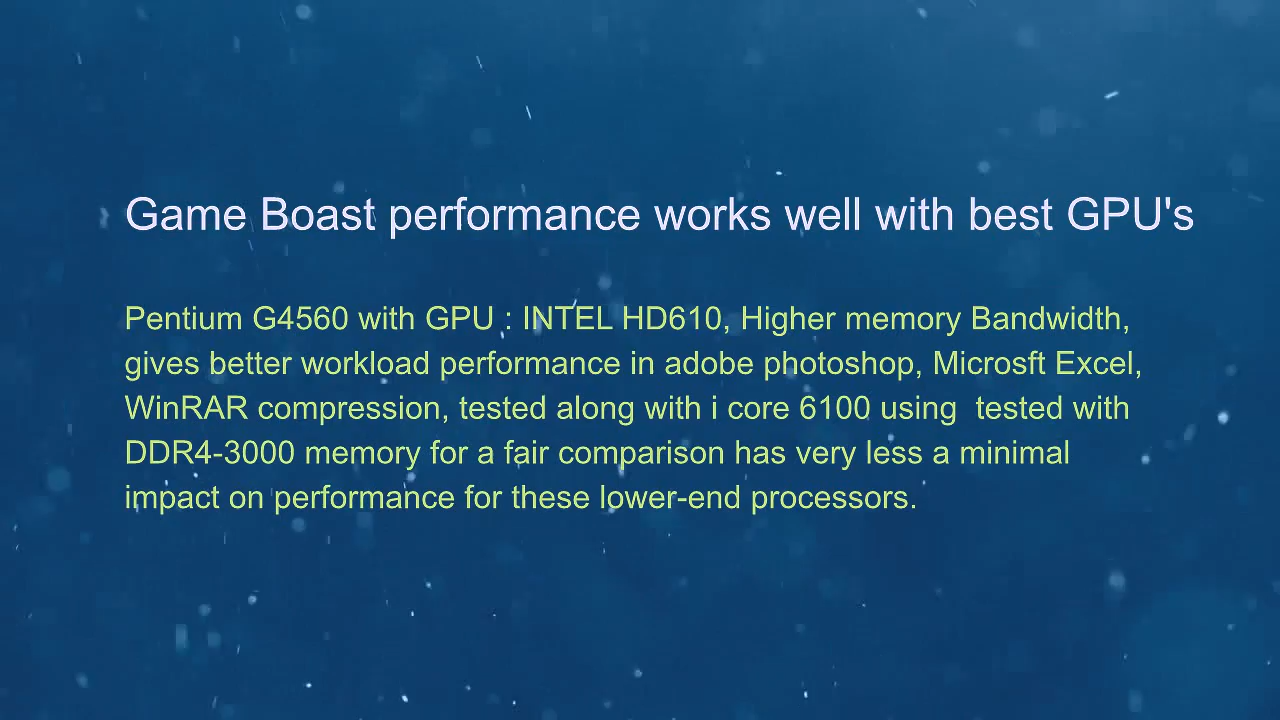 Game Boast performance works well with best GPU's
Pentium G4560 with GPU : INTEL HD610, Higher memory Bandwidth,
gives better workload performance in adobe photoshop, Microsft Excel,
WinRAR compression, tested along with i core 6100 using  tested with
DDR4-3000 memory for a fair comparison has very less a minimal
impact on performance for these lower-end processors.